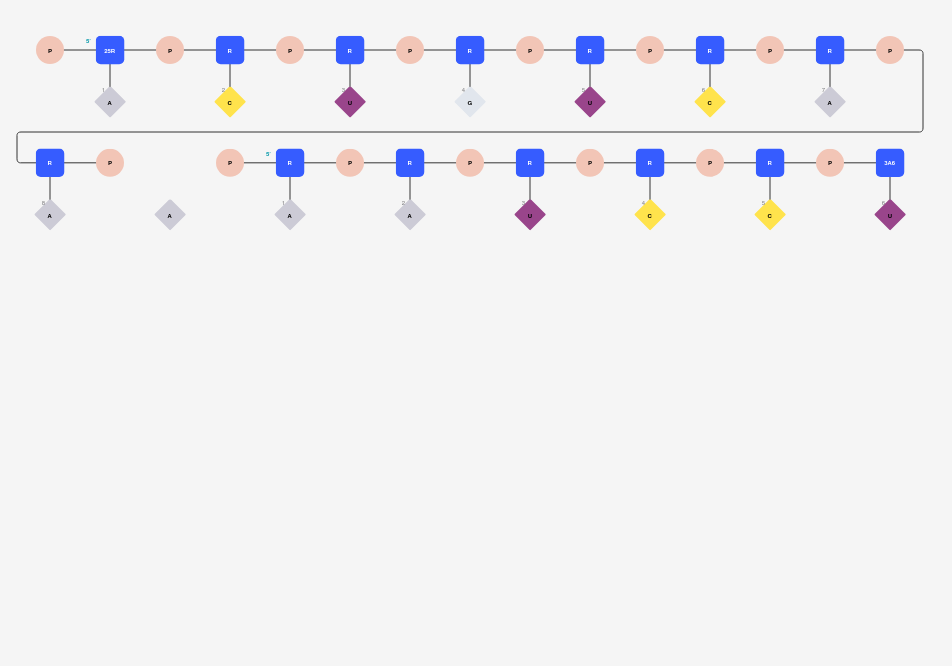 5'
P 25R P R P R P R P R P R P R P
1 2 3 4 5 6 7
A C U G U C A
5'
R P P R P R P R P R P R P 3A6
8 1 2 3 4 5 6
A A A A U C C U